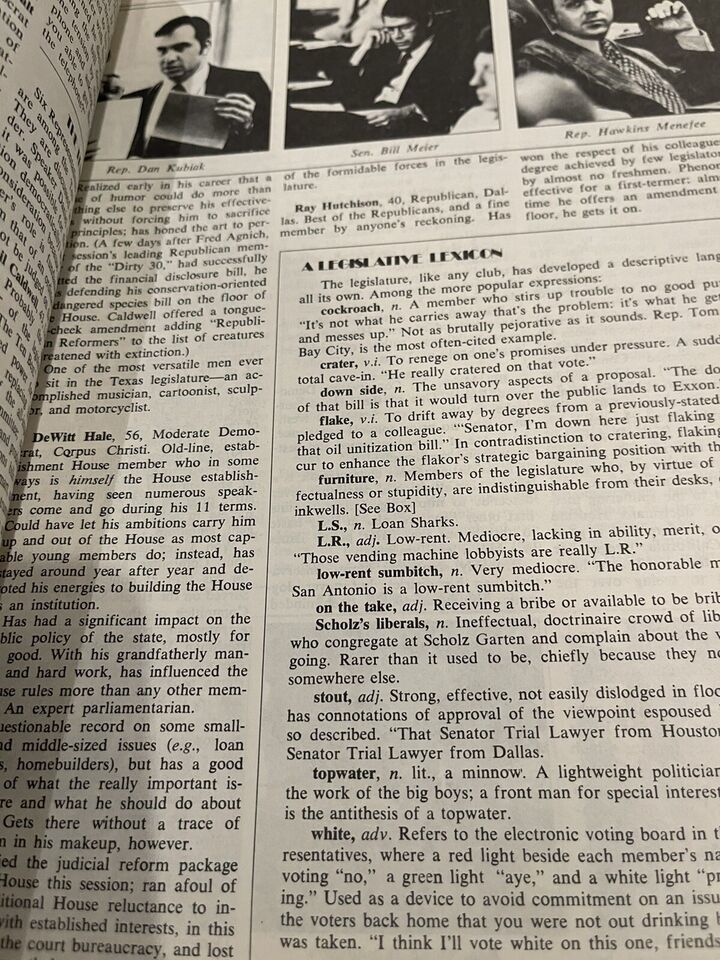 Six Repres
are among
Rep. Dan Kubiak
Sen. Bill Meier
Rep. Hawkins Menefee
Realized early in his career that a
of humor could do more
thing else to preserve his effective-
without forcing him to sacrifice
principles; has honed the art to per-
ion. (A few days after Fred Agnich,
session's leading Republican mem-
of the "Dirty 30," had successfully
ted the financial disclosure bill, he
s defending his conservation-oriented
dangered species bill on the floor of
e House. Caldwell offered a tongue-
-cheek amendment adding "Republi-
n Reformers" to the list of creatures
reatened with extinction.)
One of the most versatile men ever
sit in the Texas legislature—an ac-
omplished musician, cartoonist, sculp-
or, and motorcyclist.
DeWitt Hale, 56, Moderate Demo-
crat, Corpus Christi. Old-line, estab-
ishment House member who in some
ways is himself the House establish-
ment, having seen numerous speak-
ers come and go during his 11 terms.
Could have let his ambitions carry him
up and out of the House as most cap-
able young members do; instead, has
stayed around year after year and de-
voted his energies to building the House
s an institution.
Has had a significant impact on the
blic policy of the state, mostly for
good. With his grandfatherly man-
and hard work, has influenced the
use rules more than any other mem-
An expert parliamentarian.
uestionable record on some small-
nd middle-sized issues (e.g., loan
s, homebuilders), but has a good
of what the really important is-
re and what he should do about
Gets there without a trace of
n in his makeup, however.
ied the judicial reform package
House this session; ran afoul of
itional House reluctance to in-
with established interests, in this
the court bureaucracy, and lost
of the formidable forces in the legis-
lature.
Ray Hutchison, 40, Republican, Dal-
las. Best of the Republicans, and a fine
member by anyone's reckoning. Has
won the respect of his colleague
degree achieved by few legislator
by almost no freshmen. Phenom
effective for a first-termer: alm
time he offers an amendment
floor, he gets it on.
A LEGISLATIVE LEXICON
The legislature, like any club, has developed a descriptive lang
all its own. Among the more popular expressions:
cockroach, n. A member who stirs up trouble to no good pu
"It's not what he carries away that's the problem: it's what he ge
and messes up." Not as brutally pejorative as it sounds. Rep. Tom
Bay City, is the most often-cited example.
crater, v.i. To renege on one's promises under pressure. A sudd
total cave-in. "He really cratered on that vote."
down side, n. The unsavory aspects of a proposal. "The do
of that bill is that it would turn over the public lands to Exxon.
flake, v.i. To drift away by degrees from a previously-stated
pledged to a colleague. "'Senator, I'm down here just flaking
that oil unitization bill." In contradistinction to cratering, flaking
cur to enhance the flakor's strategic bargaining position with th
furniture, n. Members of the legislature who, by virtue of
fectualness or stupidity, are indistinguishable from their desks,
inkwells. [See Box]
L.S., n. Loan Sharks.
L.R., adj. Low-rent. Mediocre, lacking in ability, merit, o
"Those vending machine lobbyists are really L.R."
low-rent sumbitch, n. Very mediocre. "The honorable m
San Antonio is a low-rent sumbitch."
on the take, adj. Receiving a bribe or available to be brib
Scholz's liberals, n. Ineffectual, doctrinaire crowd of lib
who congregate at Scholz Garten and complain about the v
going. Rarer than it used to be, chiefly because they no
somewhere else.
stout, adj. Strong, effective, not easily dislodged in floo
has connotations of approval of the viewpoint espoused
so described. "That Senator Trial Lawyer from Houston
Senator Trial Lawyer from Dallas.
topwater, n. lit., a minnow. A lightweight politician
the work of the big boys; a front man for special interest
is the antithesis of a topwater.
white, adv. Refers to the electronic voting board in t
resentatives, where a red light beside each member's na
voting "no," a green light "aye," and a white light "pr
ing." Used as a device to avoid commitment on an issu
the voters back home that you were not out drinking b
was taken. "I think I'll vote white on this one, friends